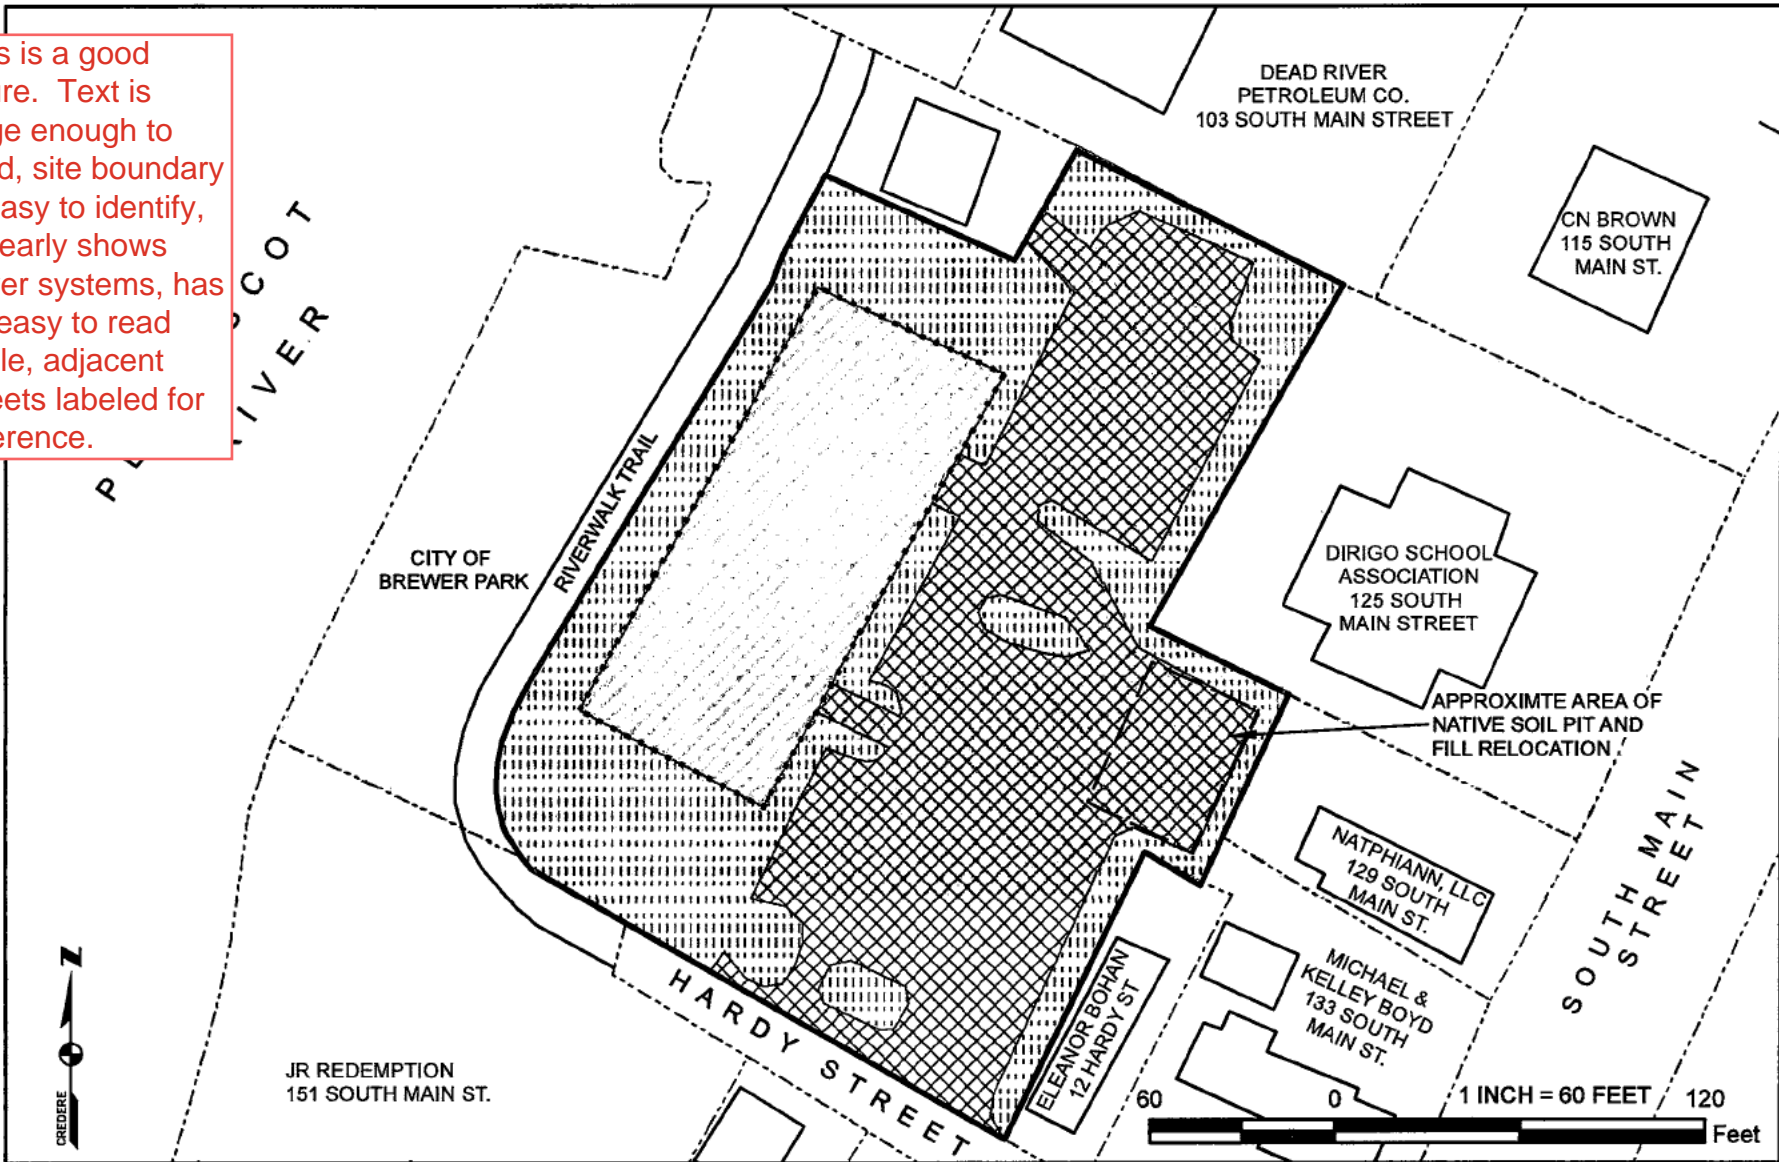 s is a good
ure. Text is
ge enough to
d, site boundary
asy to identify,
early shows
er systems, has
easy to read
le, adjacent
eets labeled for
erence.
SCOT
RIVER
DEAD RIVER
PETROLEUM CO.
103 SOUTH MAIN STREET
CN BROWN
115 SOUTH
MAIN ST.
RIVERWALK TRAIL
CITY OF
BREWER PARK
DIRIGO SCHOOL
ASSOCIATION
125 SOUTH
MAIN STREET
APPROXIMTE AREA OF
NATIVE SOIL PIT AND
FILL RELOCATION
SOUTH MAIN
STREET
NATPHIANN, LLC
129 SOUTH
MAIN ST.
MICHAEL &
KELLEY BOYD
133 SOUTH
MAIN ST.
ELEANOR BOHAN
12 HARDY ST
HARDY STREET
JR REDEMPTION
151 SOUTH MAIN ST.
Z
CREDERE
60 0 1 INCH = 60 FEET 120
Feet